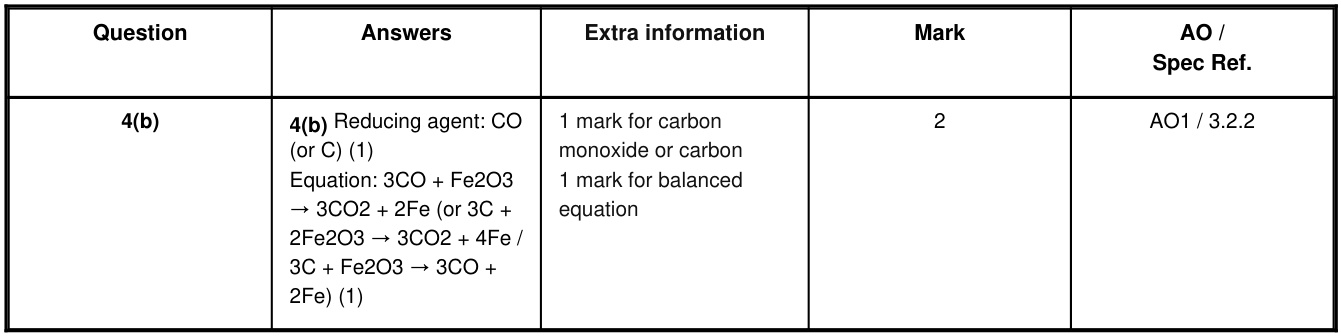 Question Answers Extra information Mark AO /
Spec Ref.
4(b)
4(b) Reducing agent: CO
(or C) (1)
Equation: 3CO + Fe2O3
→ 3CO2 + 2Fe (or 3C +
2Fe2O3 → 3CO2 + 4Fe /
3C + Fe2O3 → 3CO +
2Fe) (1)
1 mark for carbon
monoxide or carbon
1 mark for balanced
equation
2
AO1 / 3.2.2